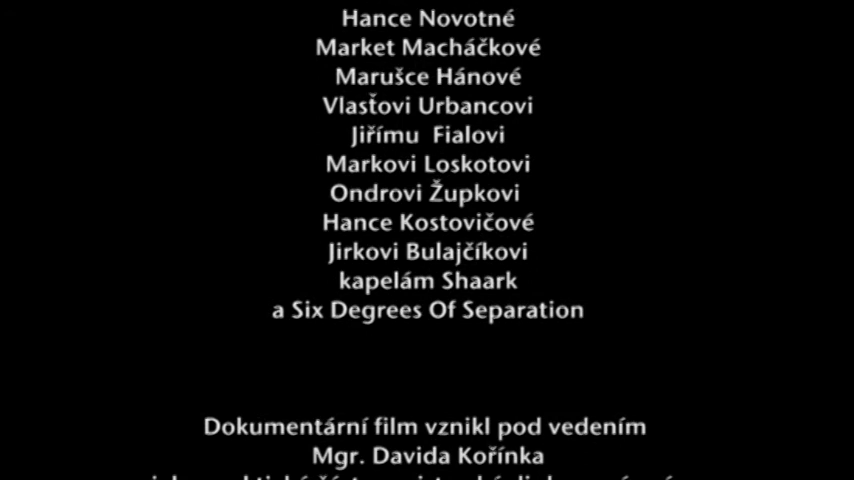 Hance Novotné
Market Macháčkové
Marušce Hánové
Vlasťovi Urbancovi
Jiřímu Fialovi
Markovi Loskotovi
Ondrovi Župkovi
Hance Kostovičové
Jirkovi Bulajčíkovi
kapelám Shaark
a Six Degrees Of Separation
Dokumentární film vznikl pod vedením
Mgr. Davida Kořínka